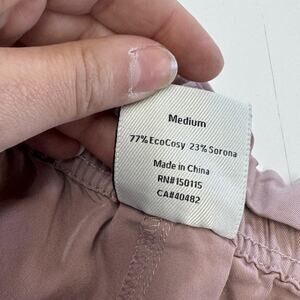 Medium
77%EcoCosy 23%Sorona
Made in China
RN#150115
CA#40482